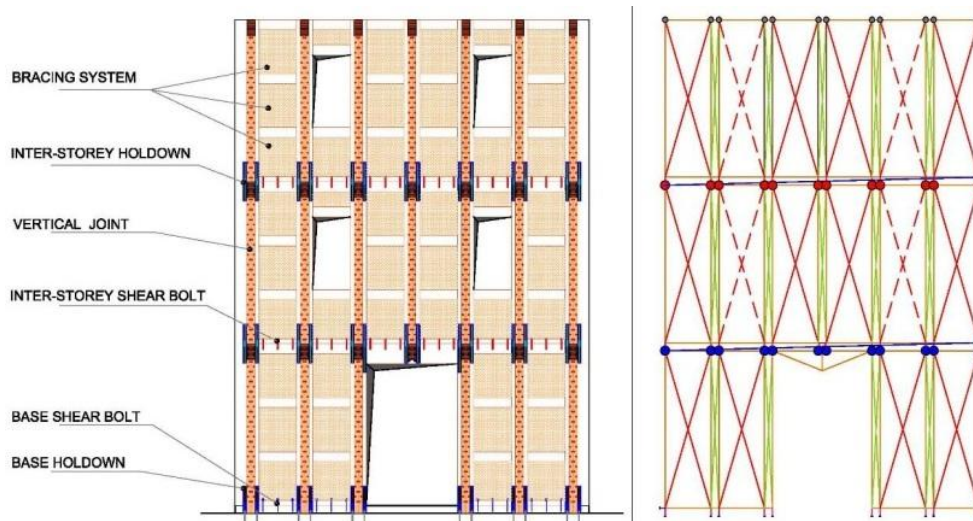 BRACING SYSTEM
INTER-STOREY HOLDOWN
VERTICAL JOINT
INTER-STOREY SHEAR BOLT
BASE SHEAR BOLT
BASE HOLDOWN